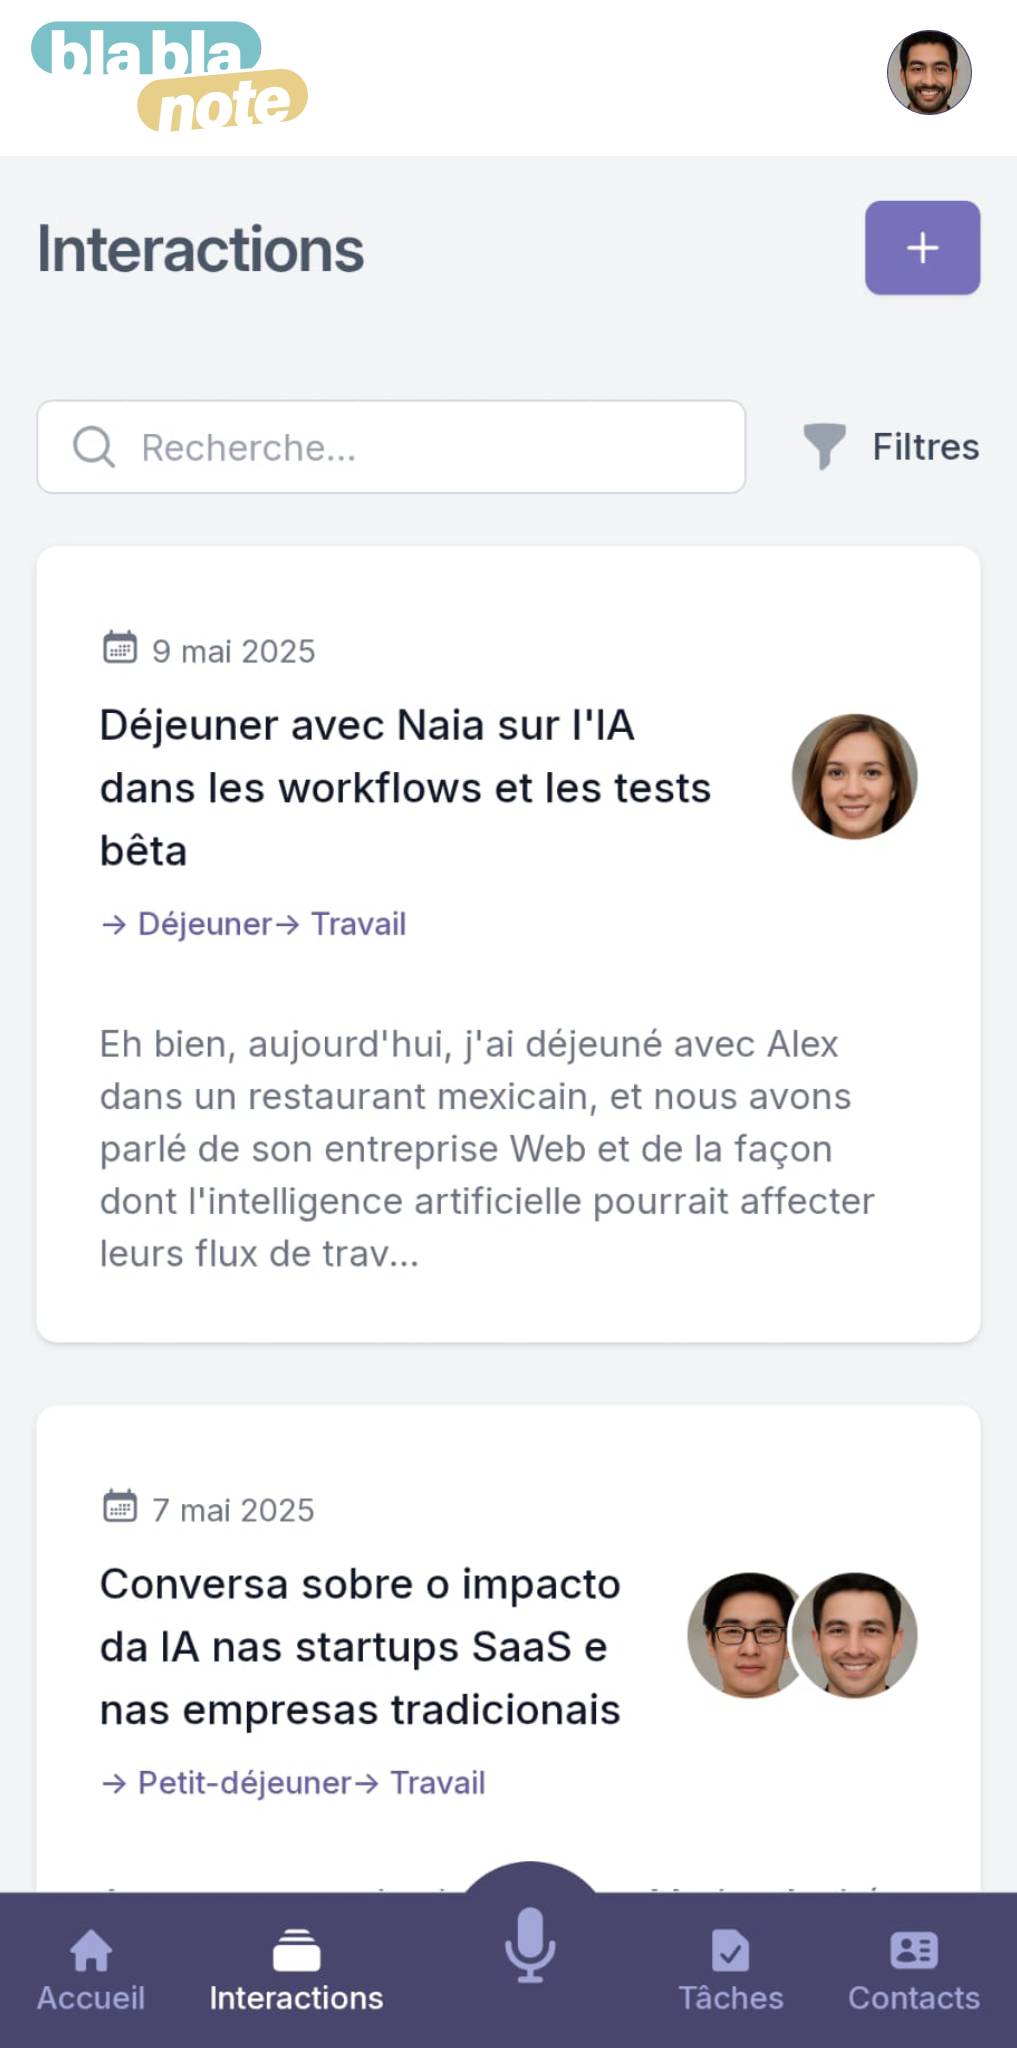 bla bla
note
Interactions
Recherche...
Filtres
9 mai 2025
Déjeuner avec Naia sur l'IA
dans les workflows et les tests
bêta
→ Déjeuner→ Travail
Eh bien, aujourd'hui, j'ai déjeuné avec Alex
dans un restaurant mexicain, et nous avons
parlé de son entreprise Web et de la façon
dont l'intelligence artificielle pourrait affecter
leurs flux de trav...
7 mai 2025
Conversa sobre o impacto
da IA nas startups SaaS e
nas empresas tradicionais
→ Petit-déjeuner→ Travail
Accueil
Interactions
Tâches
Contacts